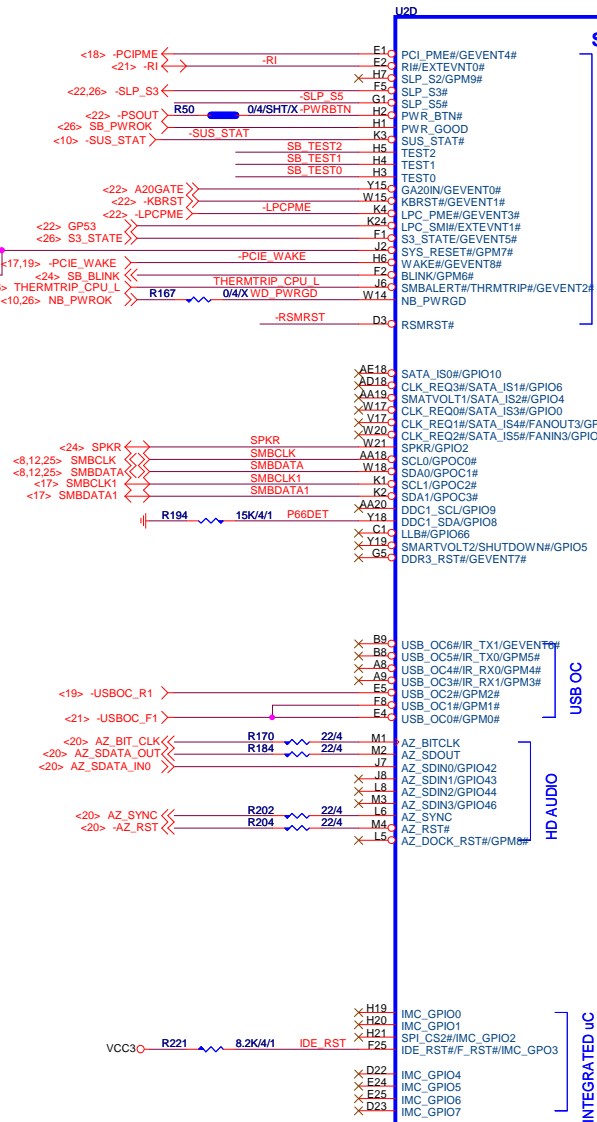 U2D
S
<18> -PCIPME E1 PCI_PME#/GEVENT4#
<21> -RI -RI E2 RI#/EXTEVNT0#
H7 SLP_S2/GPM9#
<22,26> -SLP_S3 F5 SLP_S3#
-SLP_S5 G1 SLP_S5#
<22> -PSOUT R50 0/4/SHT/X -PWRBTN H2 PWR_BTN#
<26> SB_PWROK H1 PWR_GOOD
<10> -SUS_STAT -SUS_STAT K3 SUS_STAT#
SB_TEST2 H5 TEST2
SB_TEST1 H4 TEST1
SB_TEST0 H3 TEST0
<22> A20GATE Y15 GA20IN/GEVENT0#
<22> -KBRST W15 KBRST#/GEVENT1#
<22> -LPCPME -LPCPME K4 LPC_PME#/GEVENT3#
<22> GP53 K24 LPC_SMI#/EXTEVNT1#
<26> S3_STATE F1 S3_STATE/GEVENT5#
J2 SYS_RESET#/GPM7#
<17,19> -PCIE_WAKE -PCIE_WAKE H6 WAKE#/GEVENT8#
<24> SB_BLINK F2 BLINK/GPM6#
> THERMTRIP_CPU_L THERMTRIP_CPU_L J6 SMBALERT#/THRMTRIP#/GEVENT2#
<10,26> NB_PWROK R167 0/4/X WD_PWRGD W14 NB_PWRGD
-RSMRST D3 RSMRST#
AE18 SATA_IS0#/GPIO10
AD18 CLK_REQ3#/SATA_IS1#/GPIO6
AA19 SMATVOLT1/SATA_IS2#/GPIO4
W17 CLK_REQ0#/SATA_IS3#/GPIO0
V17 CLK_REQ1#/SATA_IS4#/FANOUT3/GP
W20 CLK_REQ2#/SATA_IS5#/FANIN3/GPIO
<24> SPKR SPKR W21 SPKR/GPIO2
<8,12,25> SMBCLK SMBCLK AA18 SCL0/GPOC0#
<8,12,25> SMBDATA SMBDATA W18 SDA0/GPOC1#
<17> SMBCLK1 SMBCLK1 K1 SCL1/GPOC2#
<17> SMBDATA1 SMBDATA1 K2 SDA1/GPOC3#
AA20 DDC1_SCL/GPIO9
R194 15K/4/1 P66DET Y18 DDC1_SDA/GPIO8
C1 LLB#/GPIO66
Y19 SMARTVOLT2/SHUTDOWN#/GPIO5
G5 DDR3_RST#/GEVENT7#
B9 USB_OC6#/IR_TX1/GEVENT6#
B8 USB_OC5#/IR_TX0/GPM5#
A8 USB_OC4#/IR_RX0/GPM4#
A9 USB_OC3#/IR_RX1/GPM3#
<19> -USBOC_R1 E5 USB_OC2#/GPM2#
F8 USB_OC1#/GPM1#
<21> -USBOC_F1 E4 USB_OC0#/GPM0#
USB OC
<20> AZ_BIT_CLK R170 22/4 M1 AZ_BITCLK
<20> AZ_SDATA_OUT R184 22/4 M2 AZ_SDOUT
<20> AZ_SDATA_IN0 J7 AZ_SDIN0/GPIO42
J8 AZ_SDIN1/GPIO43
L8 AZ_SDIN2/GPIO44
M3 AZ_SDIN3/GPIO46
<20> AZ_SYNC R202 22/4 L6 AZ_SYNC
<20> -AZ_RST R204 22/4 M4 AZ_RST#
L5 AZ_DOCK_RST#/GPM8#
HD AUDIO
H19 IMC_GPIO0
H20 IMC_GPIO1
H21 SPI_CS2#/IMC_GPIO2
VCC3 R221 8.2K/4/1 IDE_RST F25 IDE_RST#/F_RST#/IMC_GPO3
D22 IMC_GPIO4
E24 IMC_GPIO5
E25 IMC_GPIO6
D23 IMC_GPIO7
INTEGRATED uC